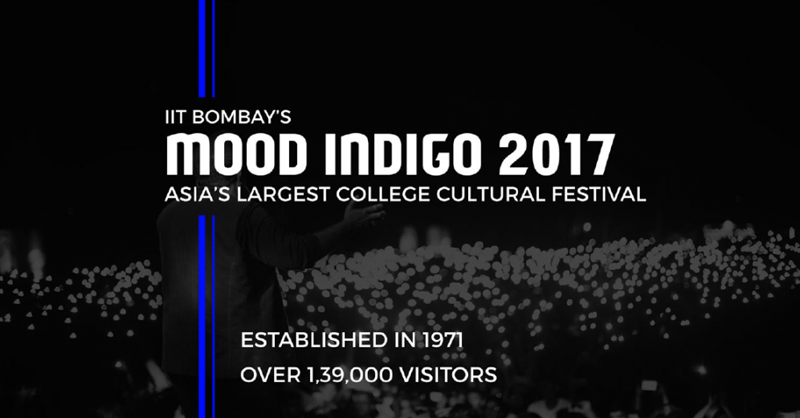 IIT BOMBAY'S
MOOD INDIGO 2017
ASIA'S LARGEST COLLEGE CULTURAL FESTIVAL
ESTABLISHED IN 1971
OVER 1,39,000 VISITORS